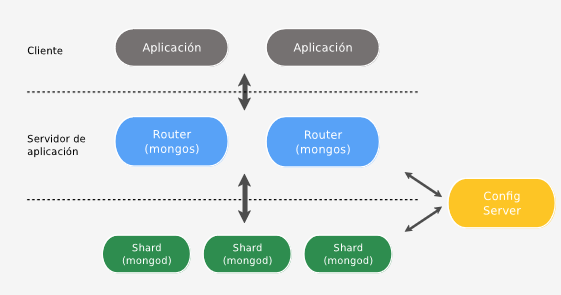 Cliente
Aplicación
Aplicación
Servidor de
aplicación
Router
(mongos)
Router
(mongos)
Config
Server
Shard
(mongod)
Shard
(mongod)
Shard
(mongod)